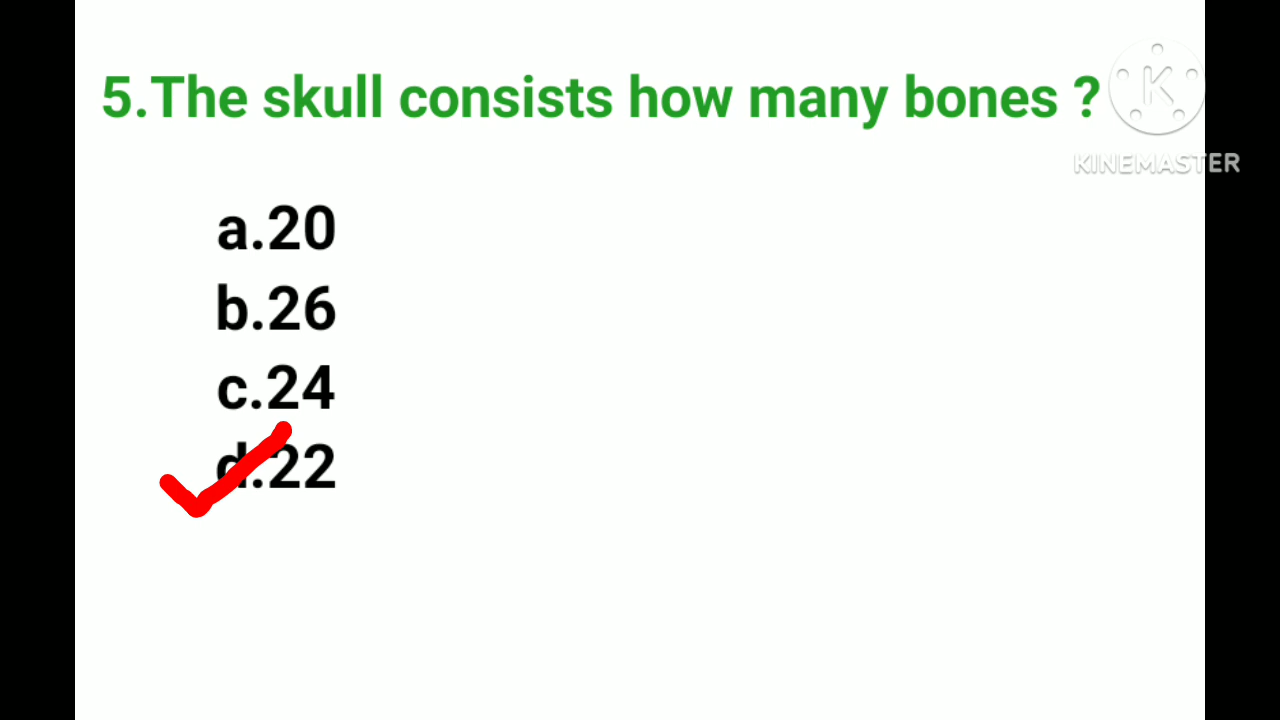 5.The skull consists how many bones ?
K
KINEMASTER
a.20
b.26
c.24
d.22